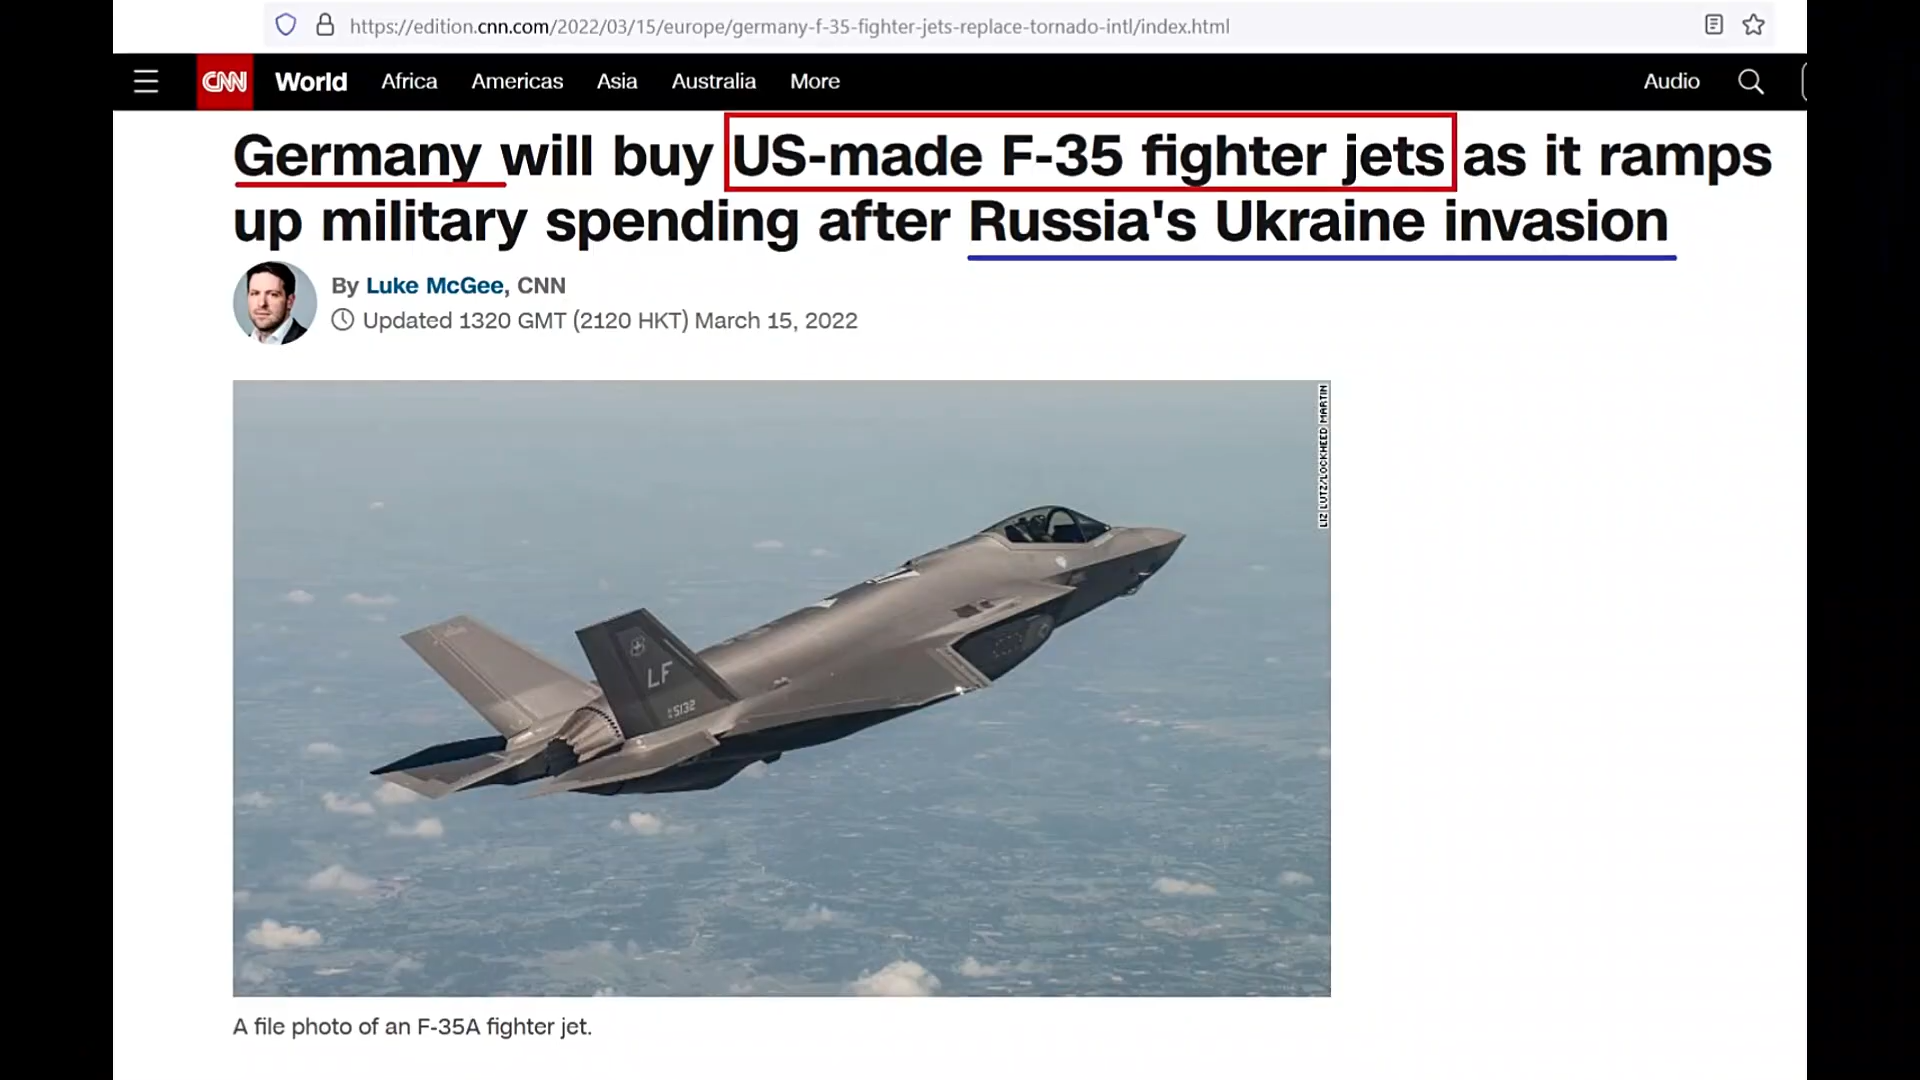 https://edition.cnn.com/2022/03/15/europe/germany-f-35-fighter-jets-replace-tornado-intl/index.html
CNN World Africa Americas Asia Australia More Audio
Germany will buy US-made F-35 fighter jets as it ramps
up military spending after Russia's Ukraine invasion
By Luke McGee, CNN
Updated 1320 GMT (2120 HKT) March 15, 2022
LIZ LUTZ/LOCKHEED MARTIN
LF
5132
A file photo of an F-35A fighter jet.